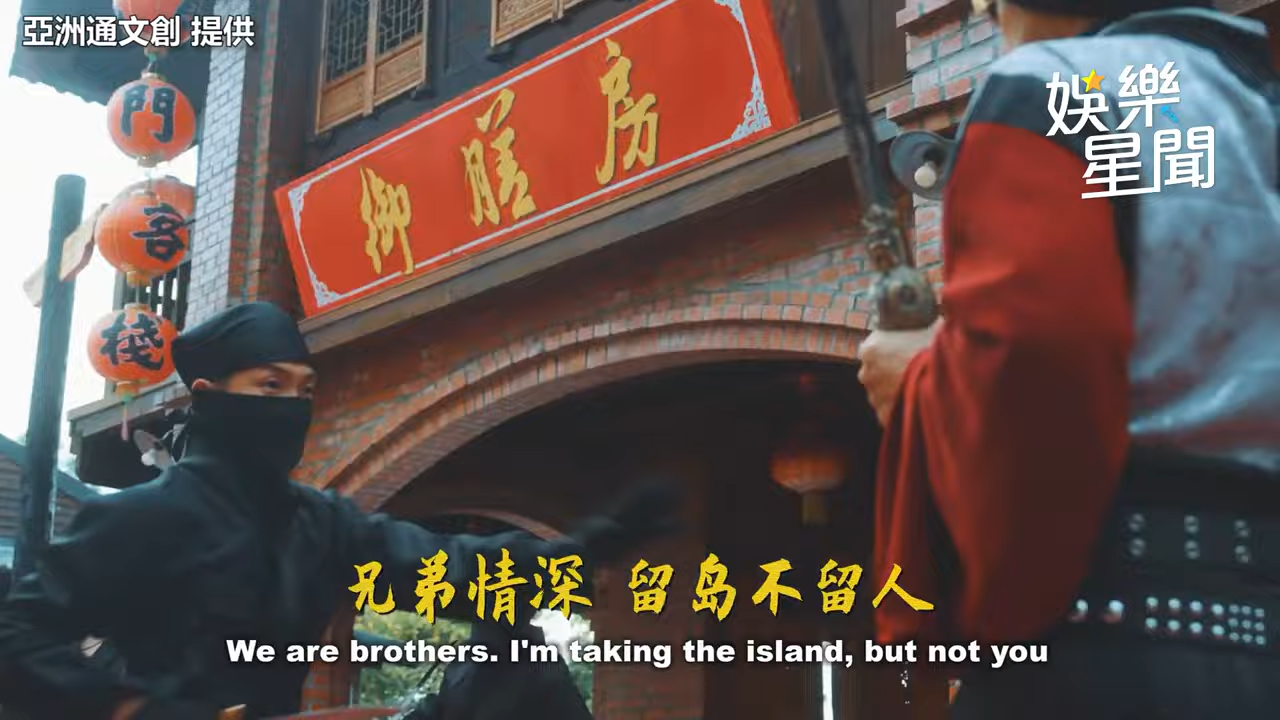 亞洲通文創 提供
娛樂
星聞
門
客
棧
御膳房
兄弟情深 留岛不留人
We are brothers. I'm taking the island, but not you